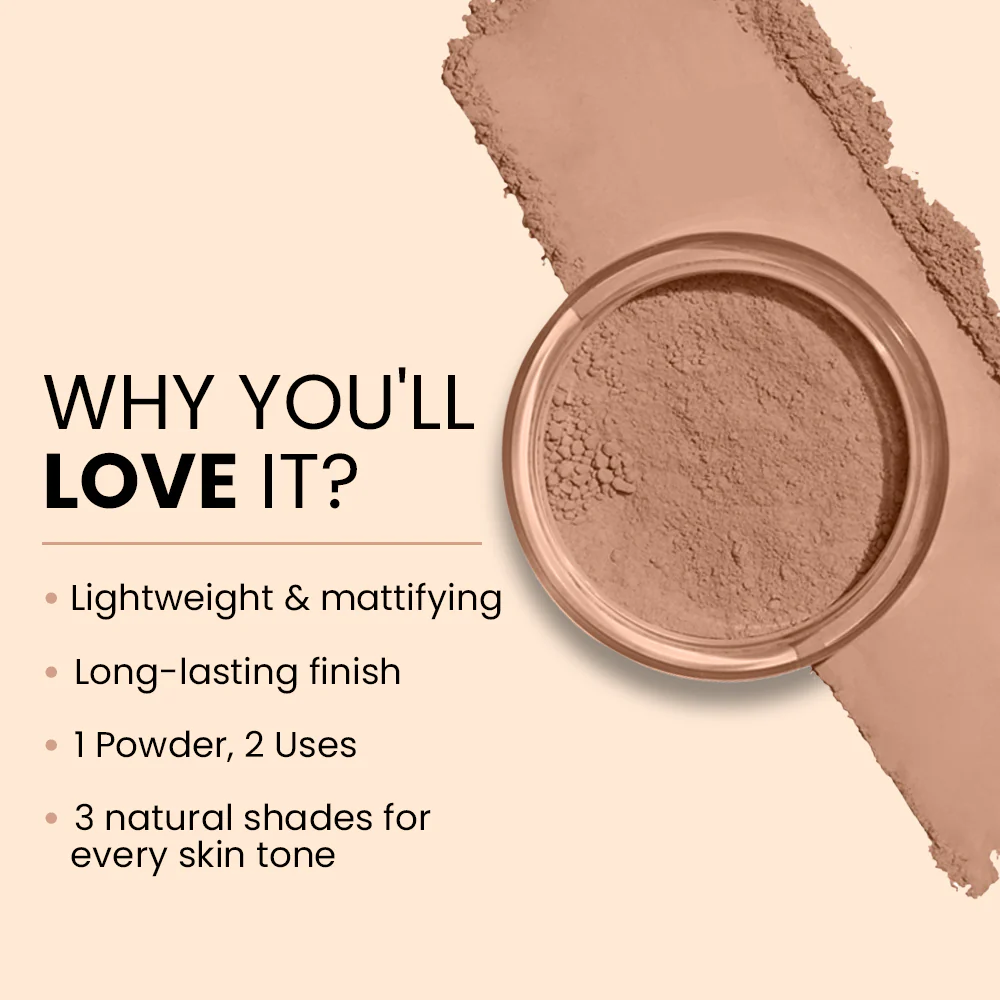 WHY YOU'LL
LOVE IT?
• Lightweight & mattifying
• Long-lasting finish
• 1 Powder, 2 Uses
• 3 natural shades for
every skin tone